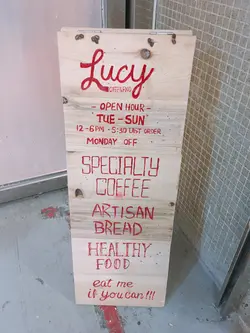 Lucy
- OPEN HOUR -
TUE - SUN
12-6PM - 5:30 LAST ORDER
MONDAY OFF
SPECIALTY
COFFEE
ARTISAN
BREAD
HEALTHY
FOOD
eat me
if you can!!!